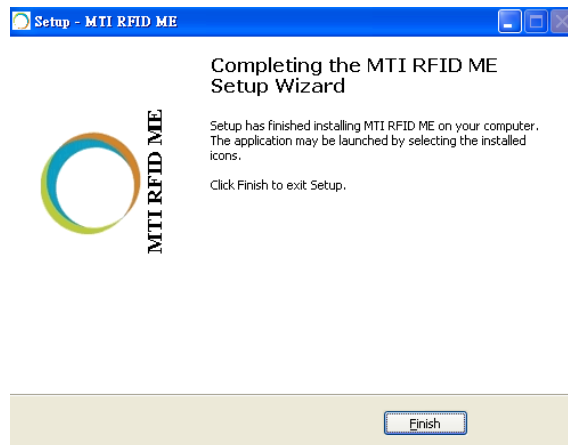 Setup - MTI RFID ME
Completing the MTI RFID ME
Setup Wizard
MTI RFID ME
Setup has finished installing MTI RFID ME on your computer.
The application may be launched by selecting the installed
icons.
Click Finish to exit Setup.
Finish